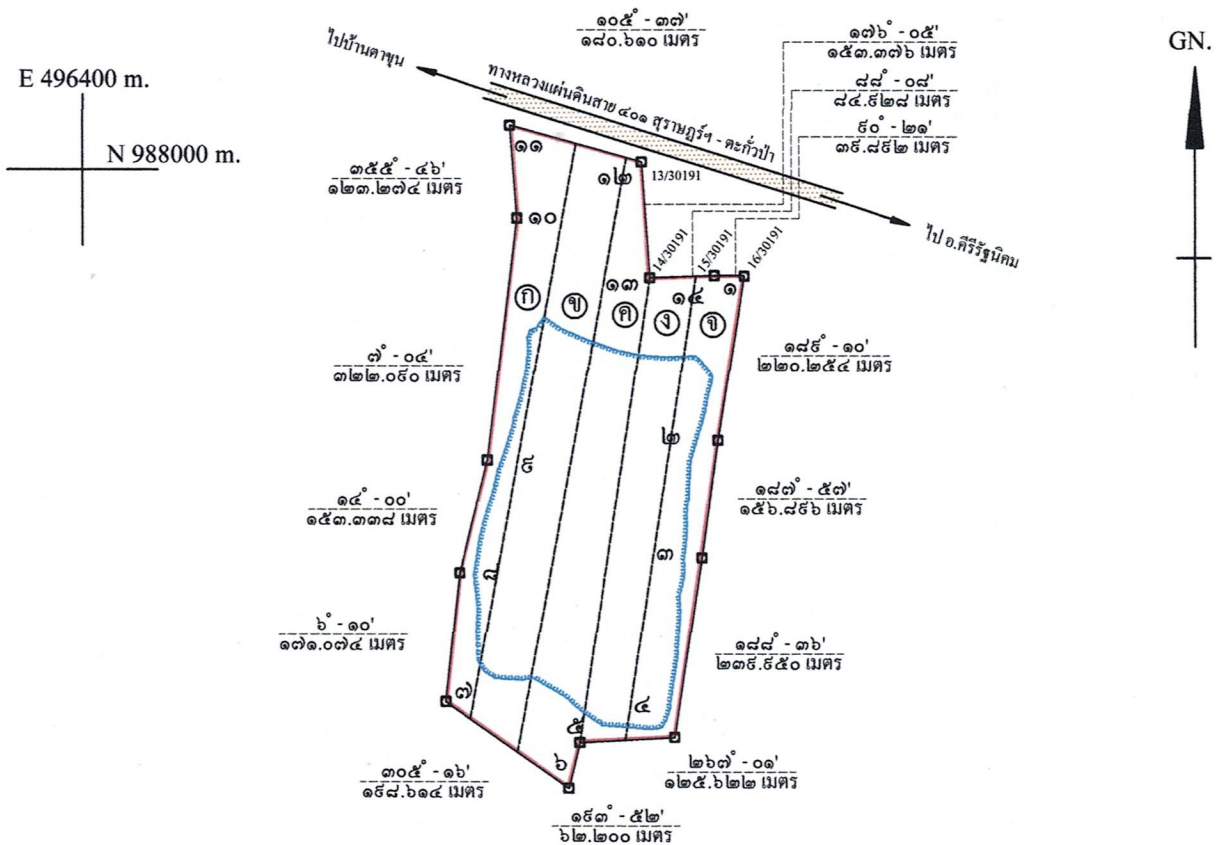 ๑๐๕° - ๓๗'
๑๘๐.๖๑๐ เมตร
๑๗๖° - ๐๕'
๑๕๓.๓๗๖ เมตร
GN.
ไปบ้านตาขุน
E 496400 m.
ทางหลวงแผ่นดินสาย ๔๐๑ สุราษฎร์ฯ - ตะกั่วป่า
๘๘° - ๐๘'
๘๔.๙๒๘ เมตร
N 988000 m.
๙๐° - ๒๑'
๓๙.๘๙๒ เมตร
๑๑
๓๕๕° - ๔๖'
๑๒๓.๒๗๔ เมตร
๑๒
13/30191
๑๐
14/30191
15/30191
16/30191
ไป อ.คีรีรัฐนิคม
๑๓
๑๔
๑
ก
ข
ค
ง
จ
๗° - ๐๔'
๓๒๒.๐๙๐ เมตร
๑๘๙° - ๑๐'
๒๒๐.๒๕๔ เมตร
๒
๙
๑๔° - ๐๐'
๑๕๓.๓๓๘ เมตร
๑๘๗° - ๕๗'
๑๕๖.๘๙๖ เมตร
๓
๘
๖° - ๑๐'
๑๗๑.๐๗๔ เมตร
๑๘๘° - ๓๖'
๒๓๙.๙๕๐ เมตร
๗
๔
๕
๖
๓๐๕° - ๑๖'
๑๙๘.๖๑๔ เมตร
๒๖๗° - ๐๑'
๑๒๕.๖๒๒ เมตร
๑๙๓° - ๕๒'
๖๒.๒๐๐ เมตร